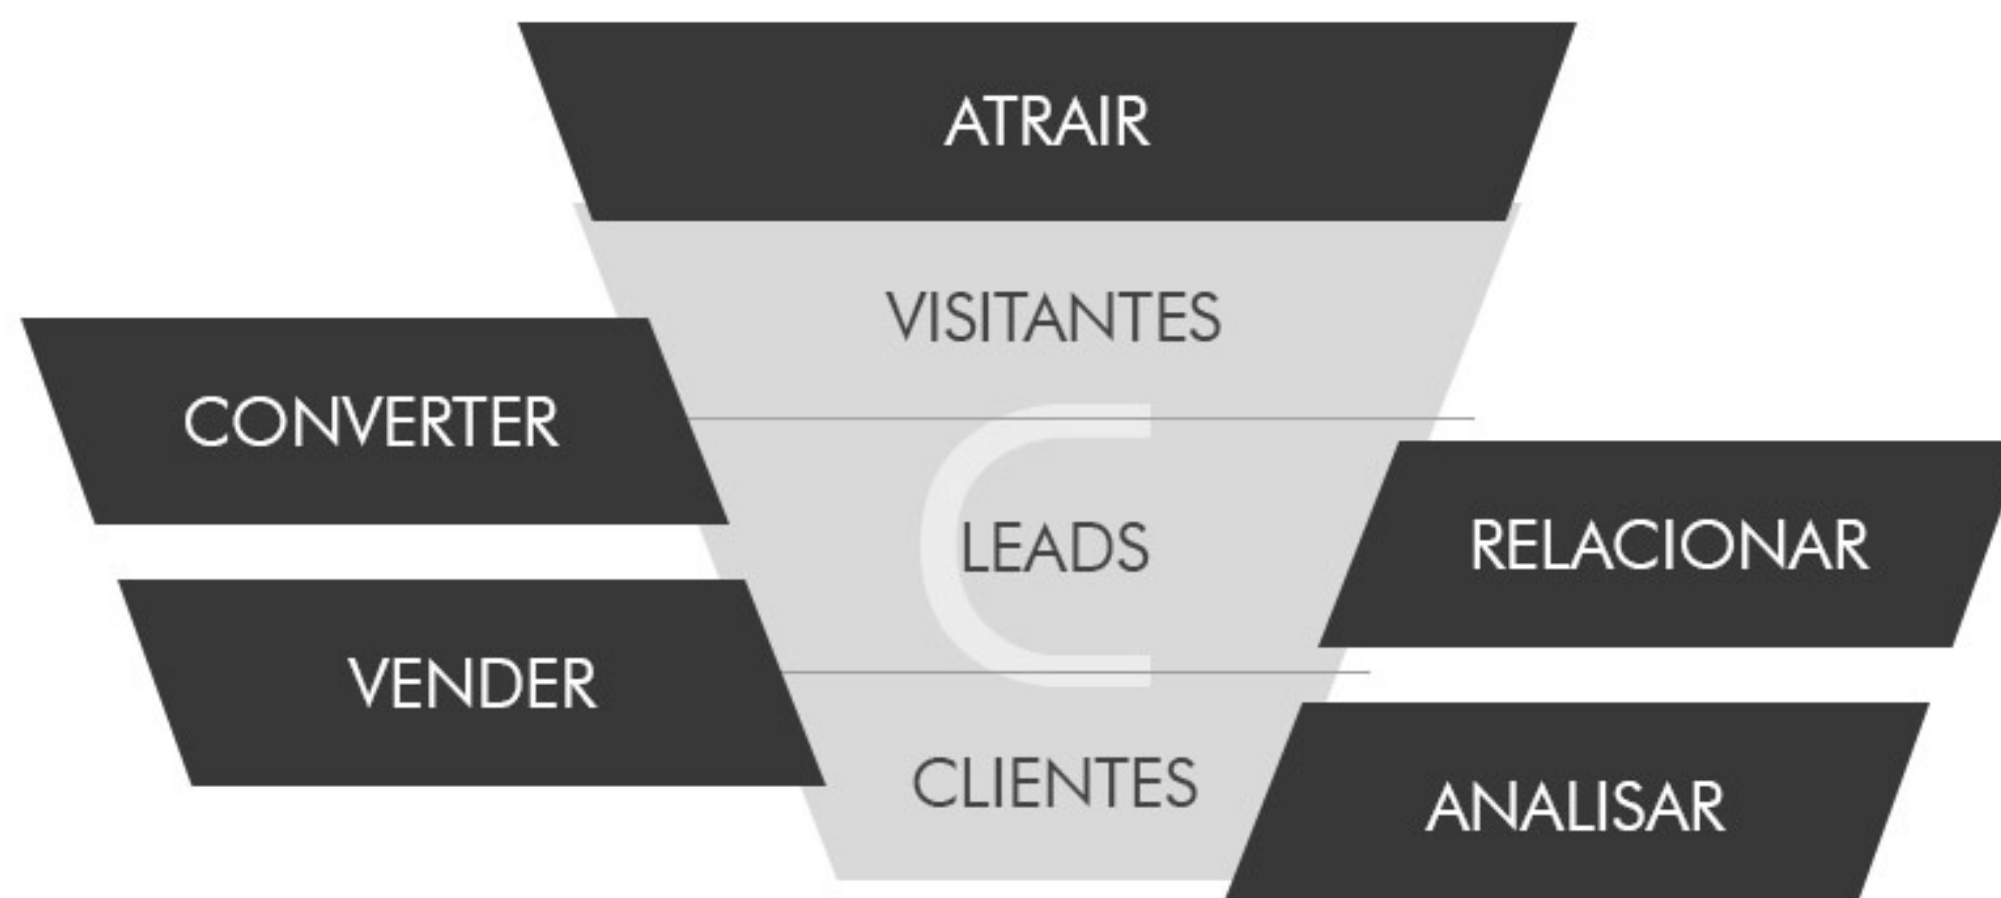 ATRAIR
VISITANTES
CONVERTER
LEADS
RELACIONAR
VENDER
CLIENTES
ANALISAR